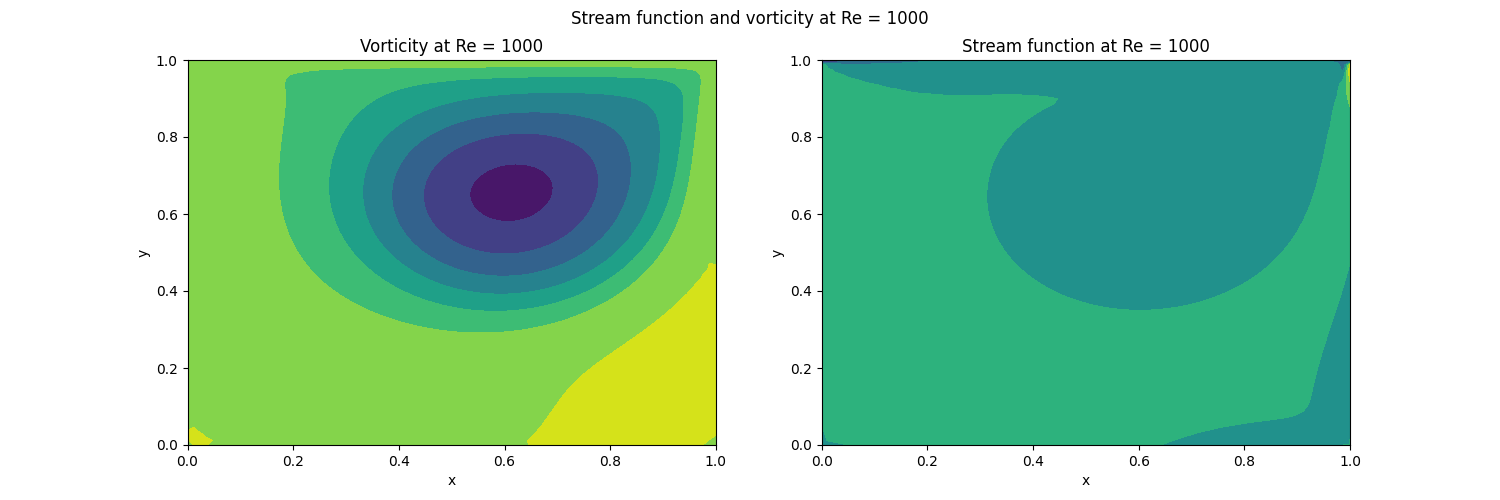 Stream function and vorticity at Re = 1000
Vorticity at Re = 1000
1.0
0.8
0.6
0.4
0.2
0.0
y
0.0 0.2 0.4 0.6 0.8 1.0
x
Stream function at Re = 1000
1.0
0.8
0.6
0.4
0.2
0.0
y
0.0 0.2 0.4 0.6 0.8 1.0
x